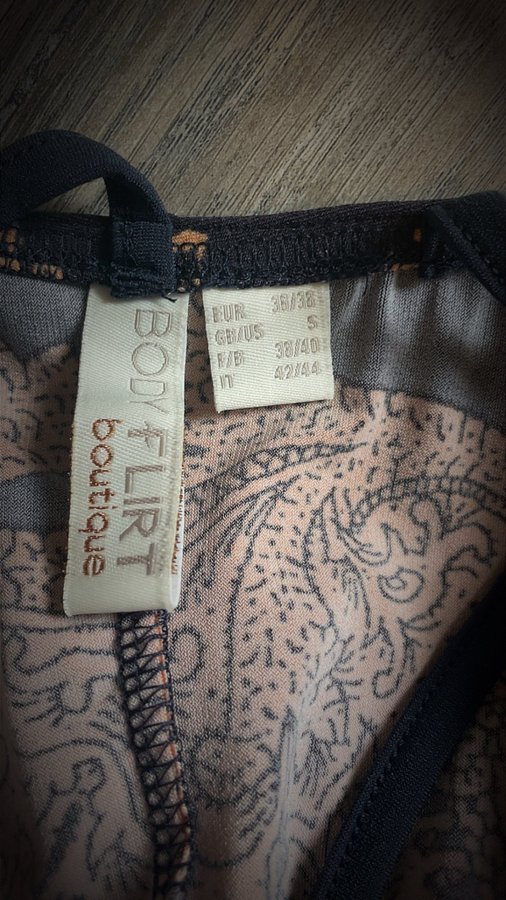 BODY FLIRT
boutique
EUR 36/38
GB/US S
F/B 38/40
IT 42/44